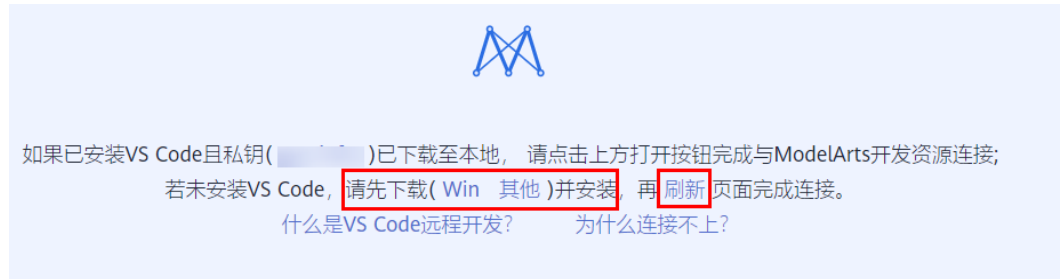 如果已安装VS Code且私钥( )已下载至本地， 请点击上方打开按钮完成与ModelArts开发资源连接;
若未安装VS Code，请先下载( Win 其他 )并安装，再 刷新 页面完成连接。
什么是VS Code远程开发? 为什么连接不上?